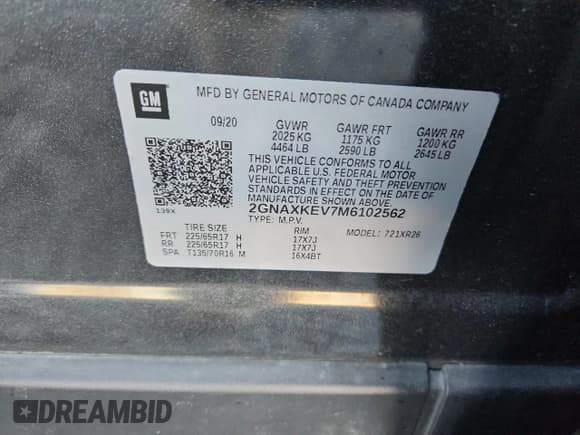 GM
MFD BY GENERAL MOTORS OF CANADA COMPANY
09/20 GVWR GAWR FRT GAWR RR
2025 KG 1175 KG 1200 KG
4464 LB 2590 LB 2645 LB
THIS VEHICLE CONFORMS TO ALL
APPLICABLE U.S. FEDERAL MOTOR
VEHICLE SAFETY AND THEFT
PREVENTION STANDARDS IN EFFECT
ON THE DATE OF MANUFACTURE
SHOWN ABOVE.
139X
2GNAXKEV7M6102562
TYPE: M.P.V. MODEL: 721XR26
TIRE SIZE RIM
FRT 225/65R17 H 17X7J
RR 225/65R17 H 17X7J
SPA T135/70R16 M 16X4BT
DREAMBID